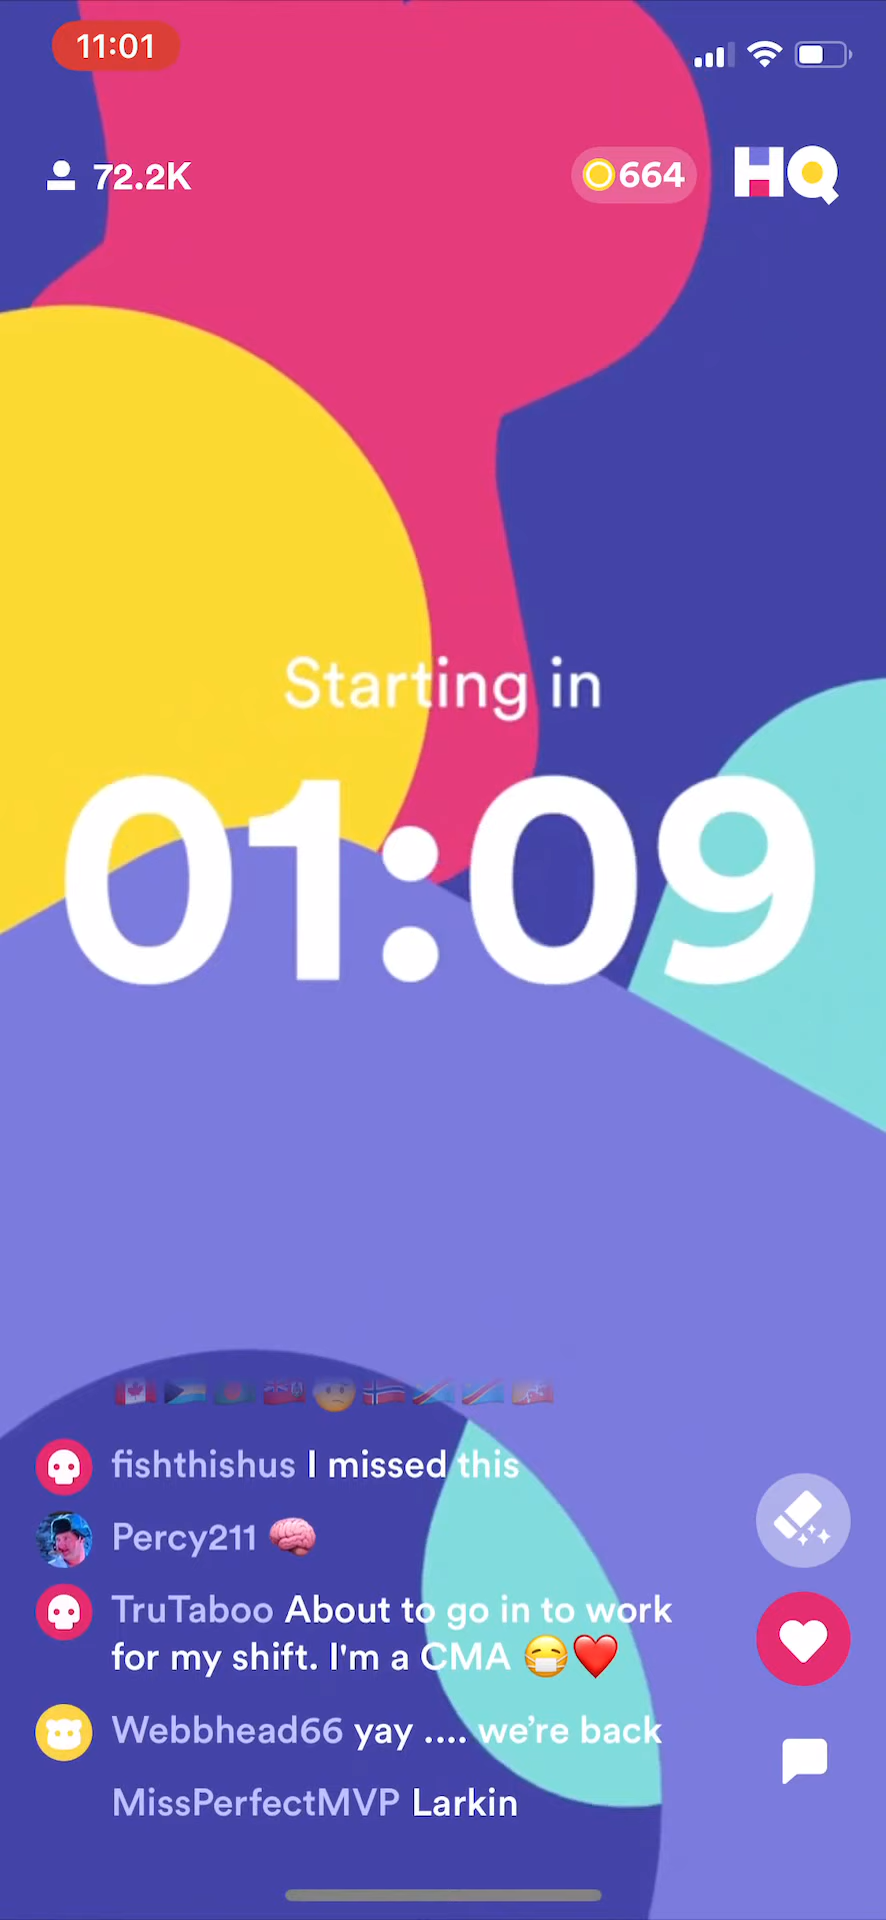 11:01
72.2K
664
HQ
Starting in
01:09
fishthishus I missed this
Percy211 🧠
TruTaboo About to go in to work
for my shift. I'm a CMA 😷❤️
Webbhead66 yay .... we’re back
MissPerfectMVP Larkin